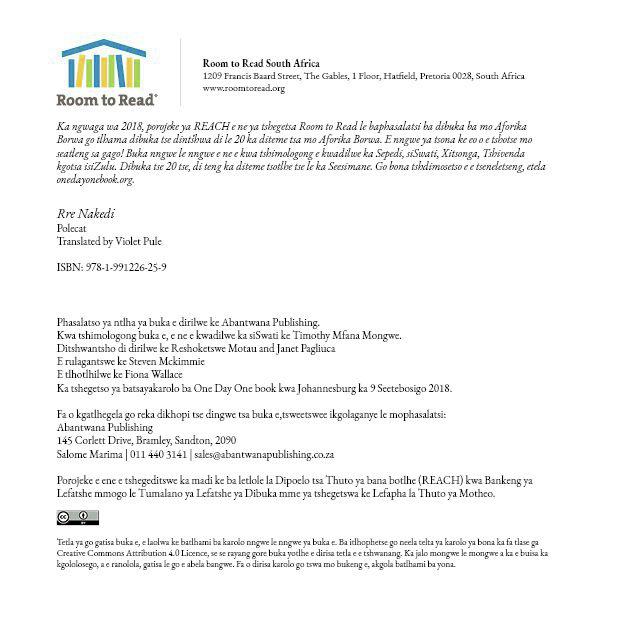 Room to Read®
Room to Read South Africa
1209 Francis Baard Street, The Gables, 1 Floor, Hatfield, Pretoria 0028, South Africa
www.roomtoread.org
Ka ngwaga wa 2018, porojeke ya REACH e ne ya tshegetsa Room to Read le baphasalatsi ba dibuka ba mo Aforika
Borwa go tlhama dibuka tse dintšhwa di le 20 ka diteme tsa mo Aforika Borwa. E nngwe ya tsona ke eo o e tshotse mo
seatleng sa gago! Buka nngwe le nngwe e ne e kwa tshimologong e kwadilwe ka Sepedi, siSwati, Xitsonga, Tshivenda
kgotsa isiZulu. Dibuka tse 20 tse, di teng ka diteme tsotlhe tse le ka Seesimane. Go bona tshdimosetso e e tseneletseng, etela
onedayonebook.org.
Rre Nakedi
Polecat
Translated by Violet Pule
ISBN: 978-1-991226-25-9
Phasalatso ya ntlha ya buka e dirilwe ke Abantwana Publishing.
Kwa tshimologong buka e, e ne e kwadilwe ka siSwati ke Timothy Mfana Mongwe.
Ditshwantsho di dirilwe ke Reshoketswe Motau and Janet Pagliuca
E rulagantswe ke Steven Mckimmie
E tlhotlhilwe ke Fiona Wallace
Ka tshegetso ya batsayakarolo ba One Day One book kwa Johannesburg ka 9 Seetebosigo 2018.
Fa o kgatlhegela go reka dikhopi tse dingwe tsa buka e,tsweetswee ikgolaganye le mophasalatsi:
Abantwana Publishing
145 Corlett Drive, Bramley, Sandton, 2090
Salome Marima | 011 440 3141 | sales@abantwanapublishing.co.za
Porojeke e ene e tshegeditswe ka madi ke ba letlole la Dipoelo tsa Thuto ya bana botlhe (REACH) kwa Bankeng ya
Lefatshe mmogo le Tumalano ya Lefatshe ya Dibuka mme ya tshegetswa ke Lefapha la Thuto ya Motheo.
cc BY
Tetla ya go gatisa buka e, e laolwa ke batlhami ba karolo nngwe le nngwe ya buka e. Ba itlhophetse go neela telta ya karolo ya bona ka fa tlase ga
Creative Commons Attribution 4.0 Licence, se se rayang gore buka yotlhe e dirisa tetla e e tshwanang. Ka jalo mongwe le mongwe a ka e buisa ka
kgololosego, a e ranolola, gatisa le go e abela bangwe. Fa o dirisa karolo go tswa mo bukeng e, akgola batlhami ba yona.